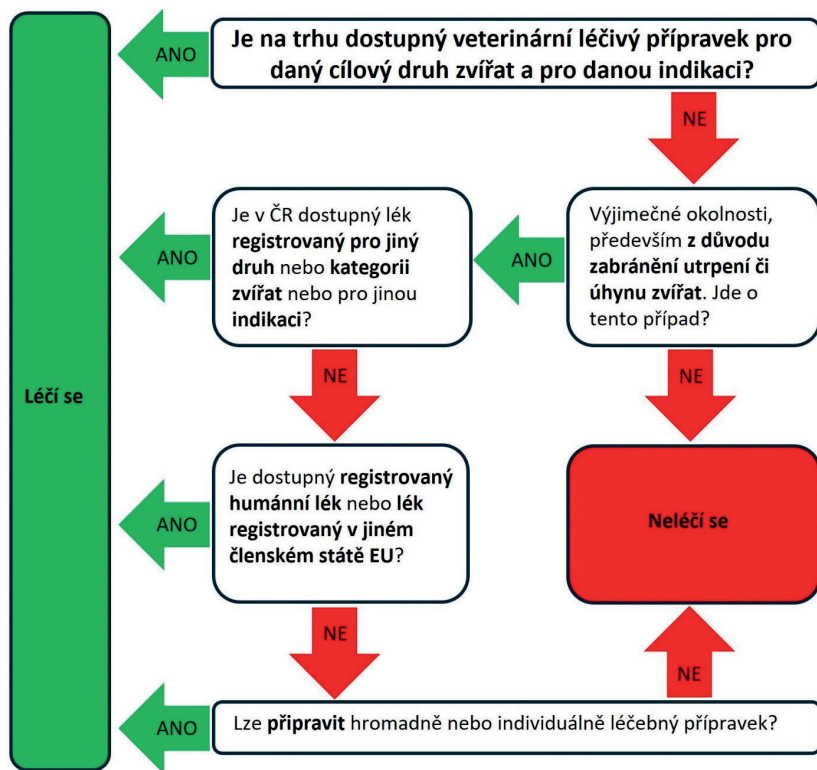 Je na trhu dostupný veterinární léčivý přípravek pro
daný cílový druh zvířat a pro danou indikaci?
ANO
NE
Výjimečné okolnosti,
především z důvodu
zabránění utrpení či
úhynu zvířat. Jde o
tento případ?
ANO
NE
Je v ČR dostupný lék
registrovaný pro jiný
druh nebo kategorii
zvířat nebo pro jinou
indikaci?
ANO
NE
Léčí se
Je dostupný registrovaný
humánní lék nebo lék
registrovaný v jiném
členském státě EU?
ANO
NE
Neléčí se
NE
Lze připravit hromadně nebo individuálně léčebný přípravek?
ANO